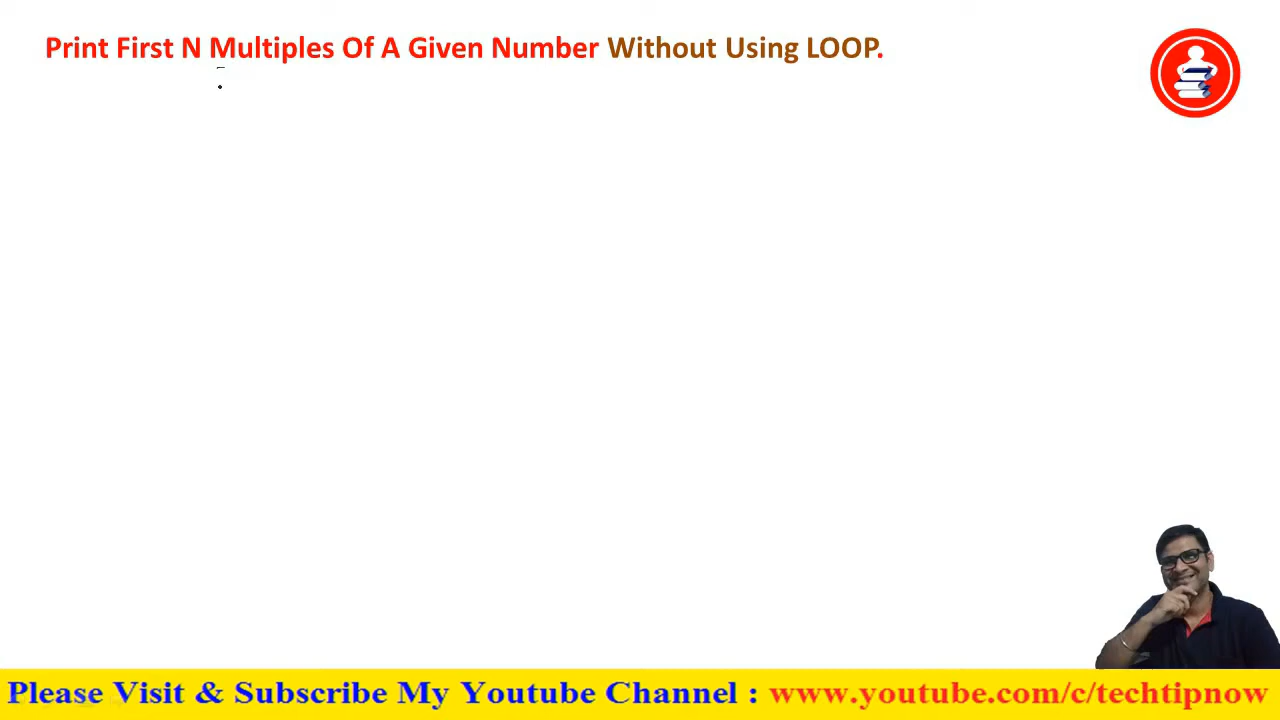 Print First N Multiples Of A Given Number Without Using LOOP.
Please Visit & Subscribe My Youtube Channel : www.youtube.com/c/techtipnow